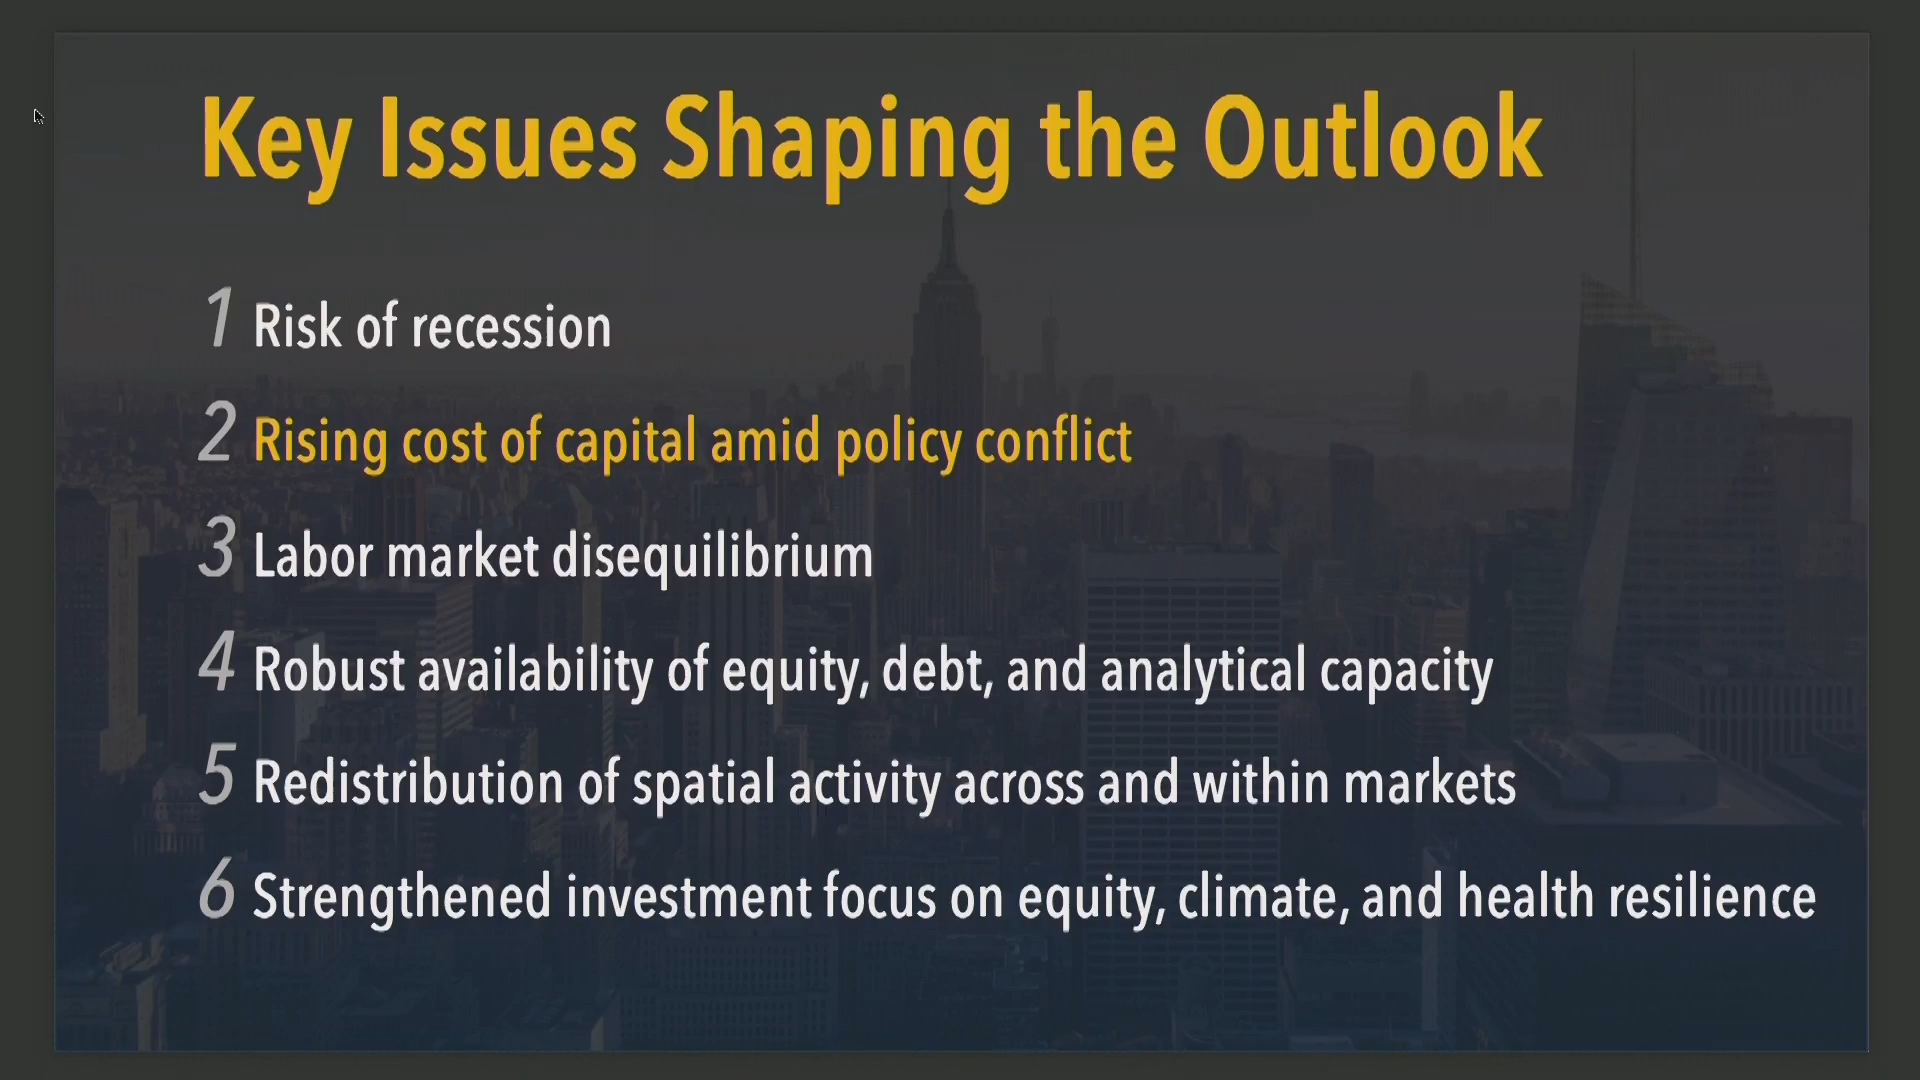 Key Issues Shaping the Outlook
1 Risk of recession
2 Rising cost of capital amid policy conflict
3 Labor market disequilibrium
4 Robust availability of equity, debt, and analytical capacity
5 Redistribution of spatial activity across and within markets
6 Strengthened investment focus on equity, climate, and health resilience